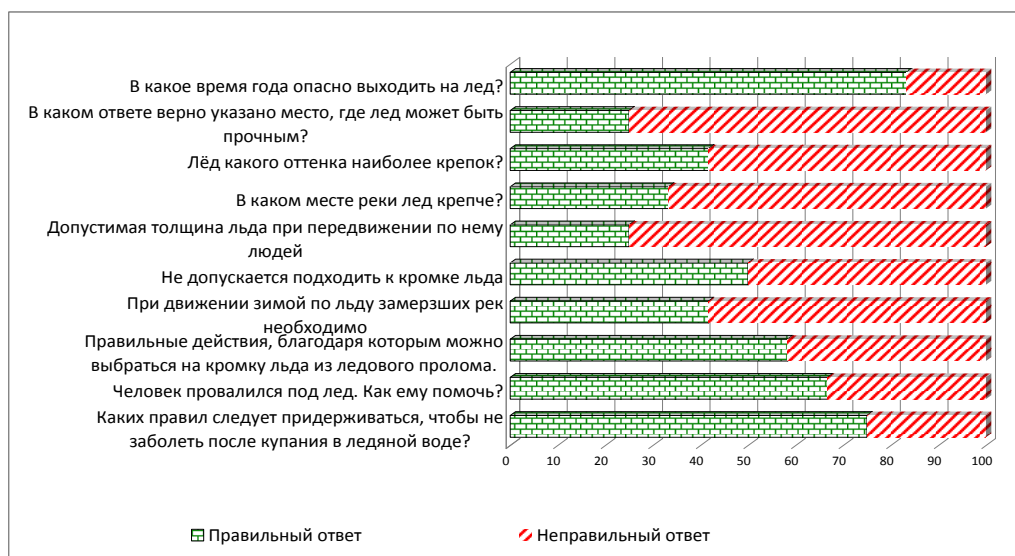 В какое время года опасно выходить на лед?
В каком ответе верно указано место, где лед может быть
прочным?
Лёд какого оттенка наиболее крепок?
В каком месте реки лед крепче?
Допустимая толщина льда при передвижении по нему
людей
Не допускается подходить к кромке льда
При движении зимой по льду замерзших рек
необходимо
Правильные действия, благодаря которым можно
выбраться на кромку льда из ледового пролома.
Человек провалился под лед. Как ему помочь?
Каких правил следует придерживаться, чтобы не
заболеть после купания в ледяной воде?
0 10 20 30 40 50 60 70 80 90 100
Правильный ответ Неправильный ответ